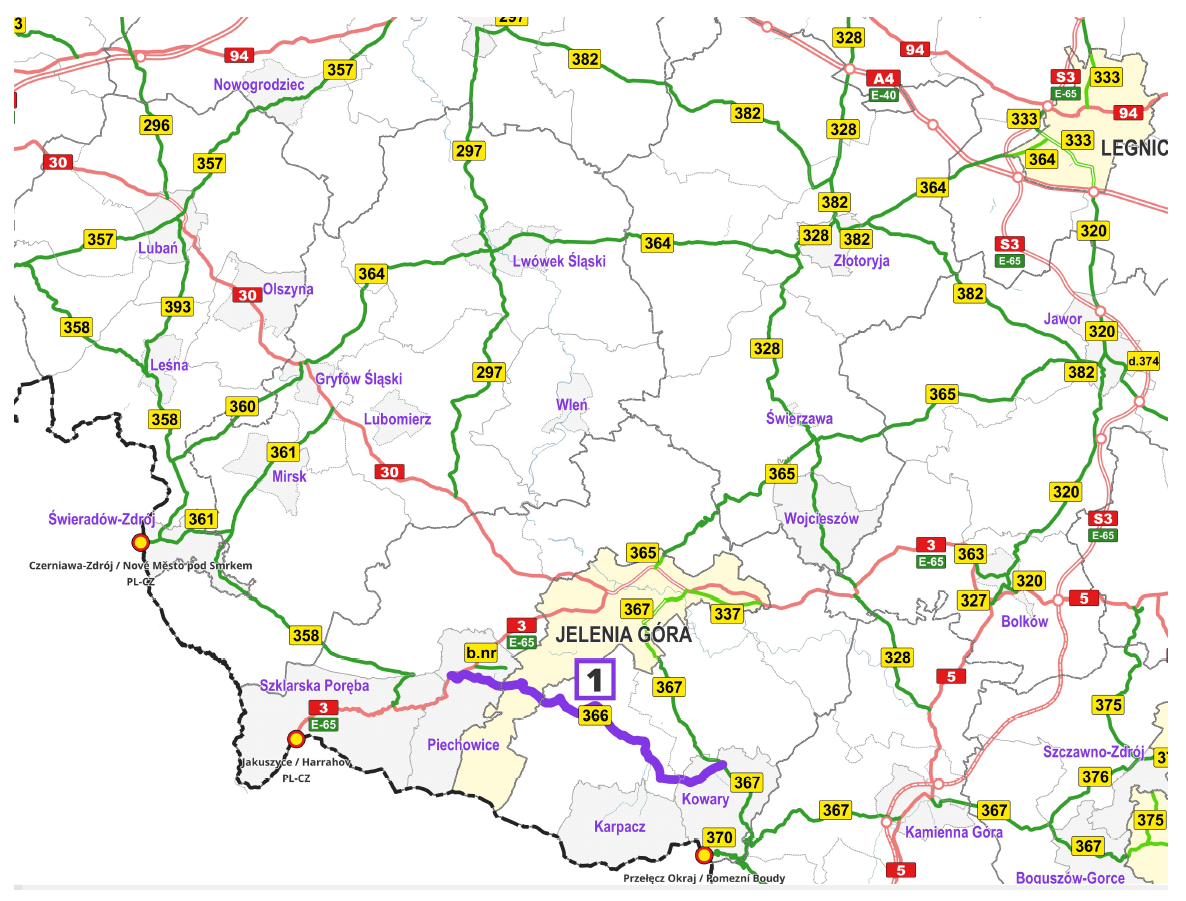 3
297
328
94
94
382
357
A4
S3
333
Nowogrodziec
E-40
E-65
382
94
333
296
328
333
LEGNIC
297
364
30
357
364
382
320
357
328
382
364
S3
Lubań
Lwówek Śląski
Złotoryja
E-65
364
Olszyna
30
382
393
Jawor
358
320
328
d.374
Leśna
297
382
Gryfów Śląski
365
360
Wleń
358
Lubomierz
Świerzawa
361
30
365
Mirsk
320
Świeradów-Zdrój
361
Wojcieszów
S3
E-65
3
365
363
E-65
Czerniawa-Zdrój / Nové Město pod Smrkem
PL-CZ
320
367
327
5
337
3
Bolków
358
E-65
JELENIA GÓRA
b.nr
328
1
5
Szklarska Poręba
367
3
366
375
E-65
Piechowice
Szczawno-Zdrój
Jakuszyce / Harrahov
PL-CZ
376
367
Kowary
367
367
375
Karpacz
370
Kamienna Góra
367
5
Przełęcz Okraj / Pomezní Boudy
Boguszów-Gorce